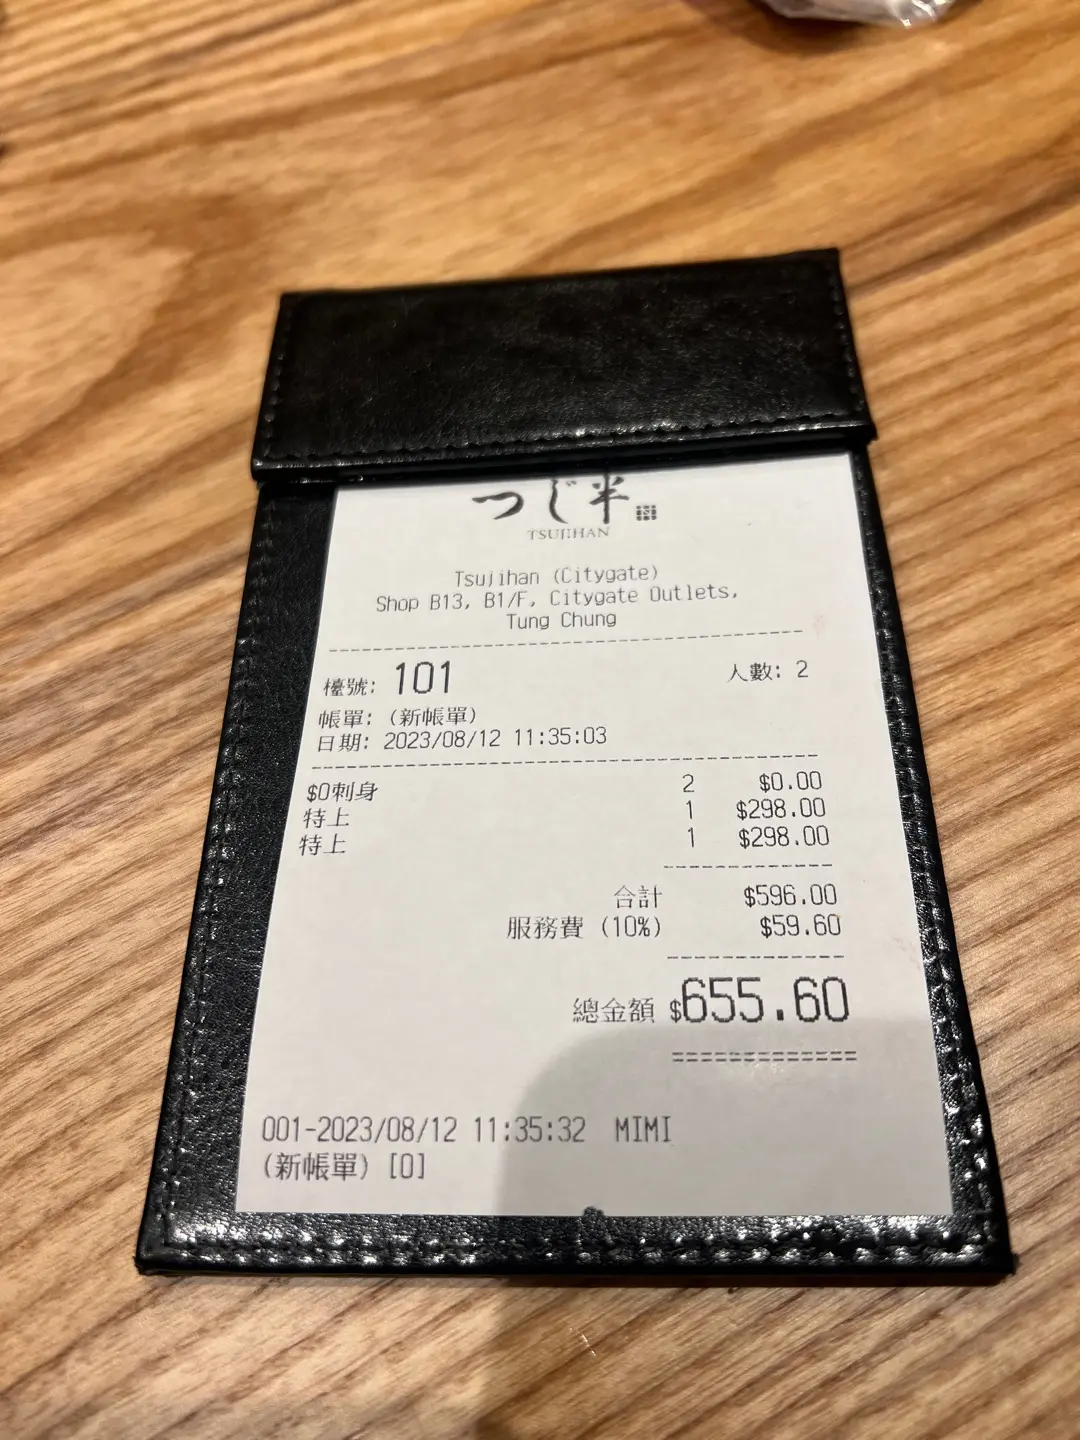 つじ半
TSUJIHAN
Tsujihan (Citygate)
Shop B13, B1/F, Citygate Outlets,
Tung Chung
檯號: 101 人數: 2
帳單: (新帳單)
日期: 2023/08/12 11:35:03
$0刺身 2 $0.00
特上 1 $298.00
特上 1 $298.00
合計 $596.00
服務費 (10%) $59.60
總金額 $655.60
001-2023/08/12 11:35:32 MIMI
(新帳單) [0]